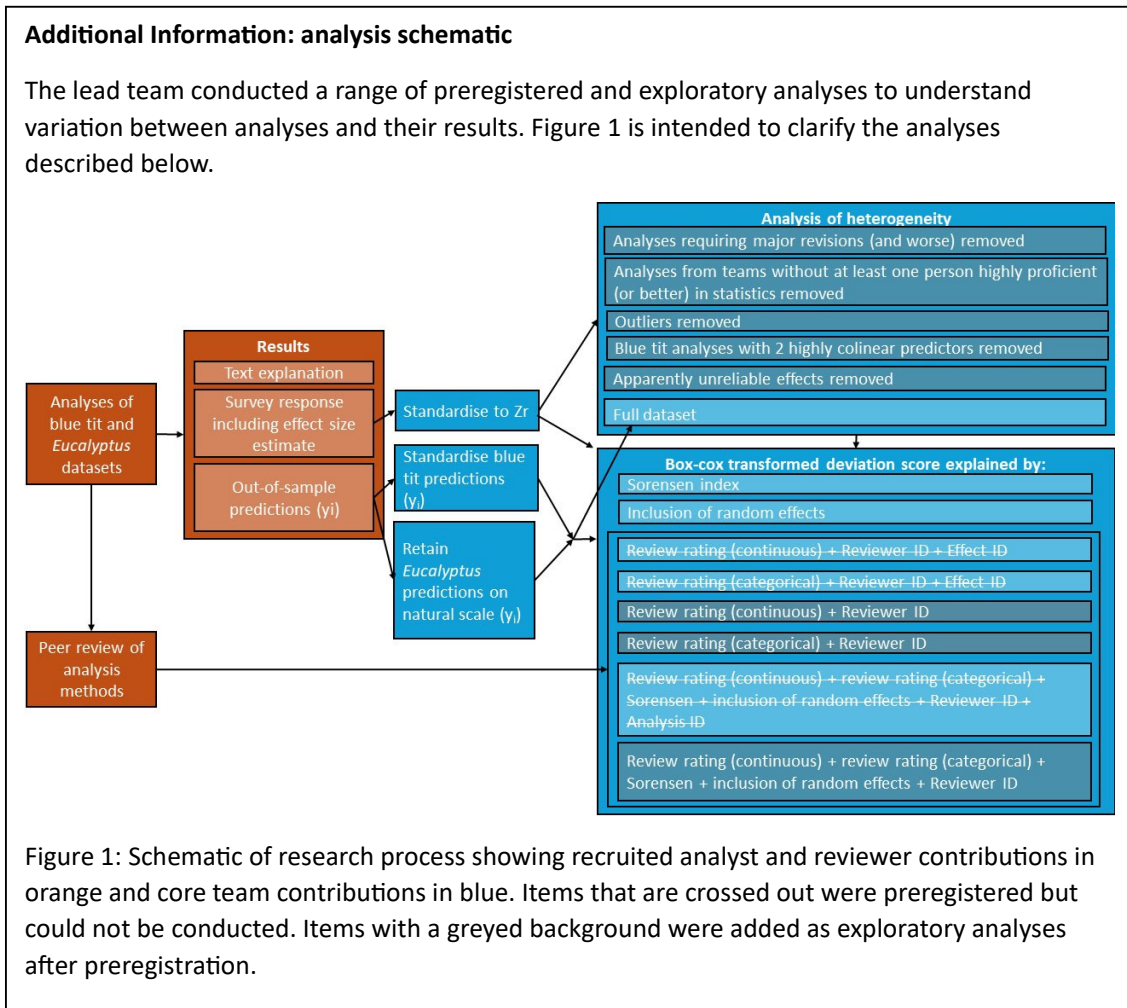 Additional Information: analysis schematic
The lead team conducted a range of preregistered and exploratory analyses to understand
variation between analyses and their results. Figure 1 is intended to clarify the analyses
described below.
Analyses of
blue tit and
Eucalyptus
datasets
Peer review of
analysis
methods
Results
Text explanation
Survey response
including effect size
estimate
Out-of-sample
predictions (yi)
Standardise to Zr
Standardise blue
tit predictions
(yᵢ)
Retain
Eucalyptus
predictions on
natural scale (yᵢ)
Analysis of heterogeneity
Analyses requiring major revisions (and worse) removed
Analyses from teams without at least one person highly proficient
(or better) in statistics removed
Outliers removed
Blue tit analyses with 2 highly colinear predictors removed
Apparently unreliable effects removed
Full dataset
Box-cox transformed deviation score explained by:
Sorensen index
Inclusion of random effects
Review rating (continuous) + Reviewer ID + Effect ID
Review rating (categorical) + Reviewer ID + Effect ID
Review rating (continuous) + Reviewer ID
Review rating (categorical) + Reviewer ID
Review rating (continuous) + review rating (categorical) +
Sorensen + inclusion of random effects + Reviewer ID +
Analysis ID
Review rating (continuous) + review rating (categorical) +
Sorensen + inclusion of random effects + Reviewer ID
Figure 1: Schematic of research process showing recruited analyst and reviewer contributions in
orange and core team contributions in blue. Items that are crossed out were preregistered but
could not be conducted. Items with a greyed background were added as exploratory analyses
after preregistration.